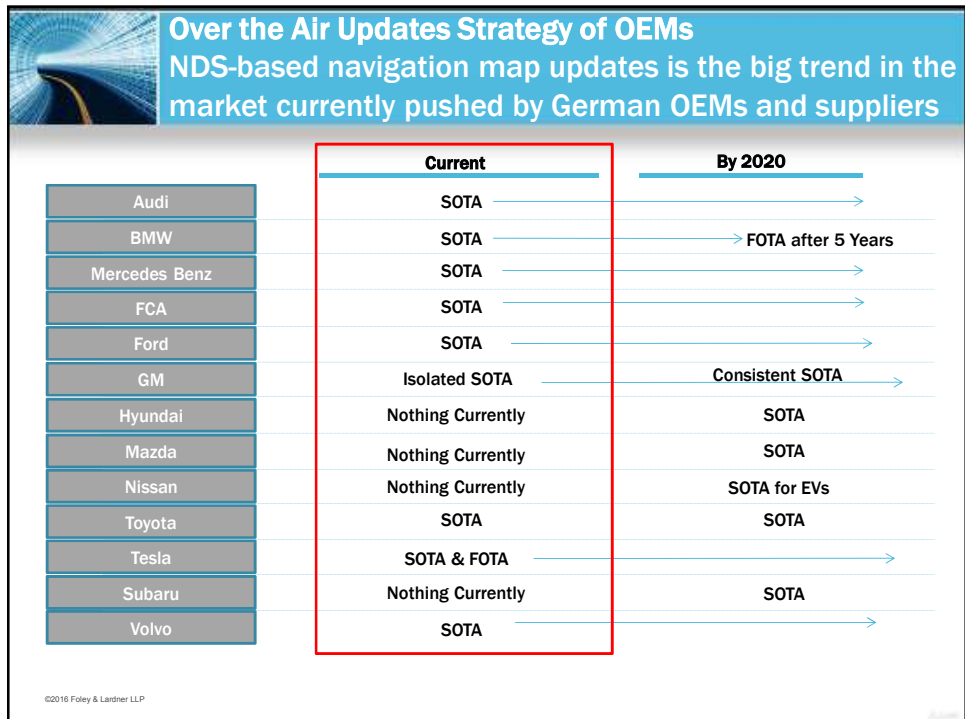 Over the Air Updates Strategy of OEMs
NDS-based navigation map updates is the big trend in the
market currently pushed by German OEMs and suppliers
Current By 2020
Audi SOTA
BMW SOTA FOTA after 5 Years
Mercedes Benz SOTA
FCA SOTA
Ford SOTA
GM Isolated SOTA Consistent SOTA
Hyundai Nothing Currently SOTA
Mazda Nothing Currently SOTA
Nissan Nothing Currently SOTA for EVs
Toyota SOTA SOTA
Tesla SOTA & FOTA
Subaru Nothing Currently SOTA
Volvo SOTA
©2016 Foley & Lardner LLP